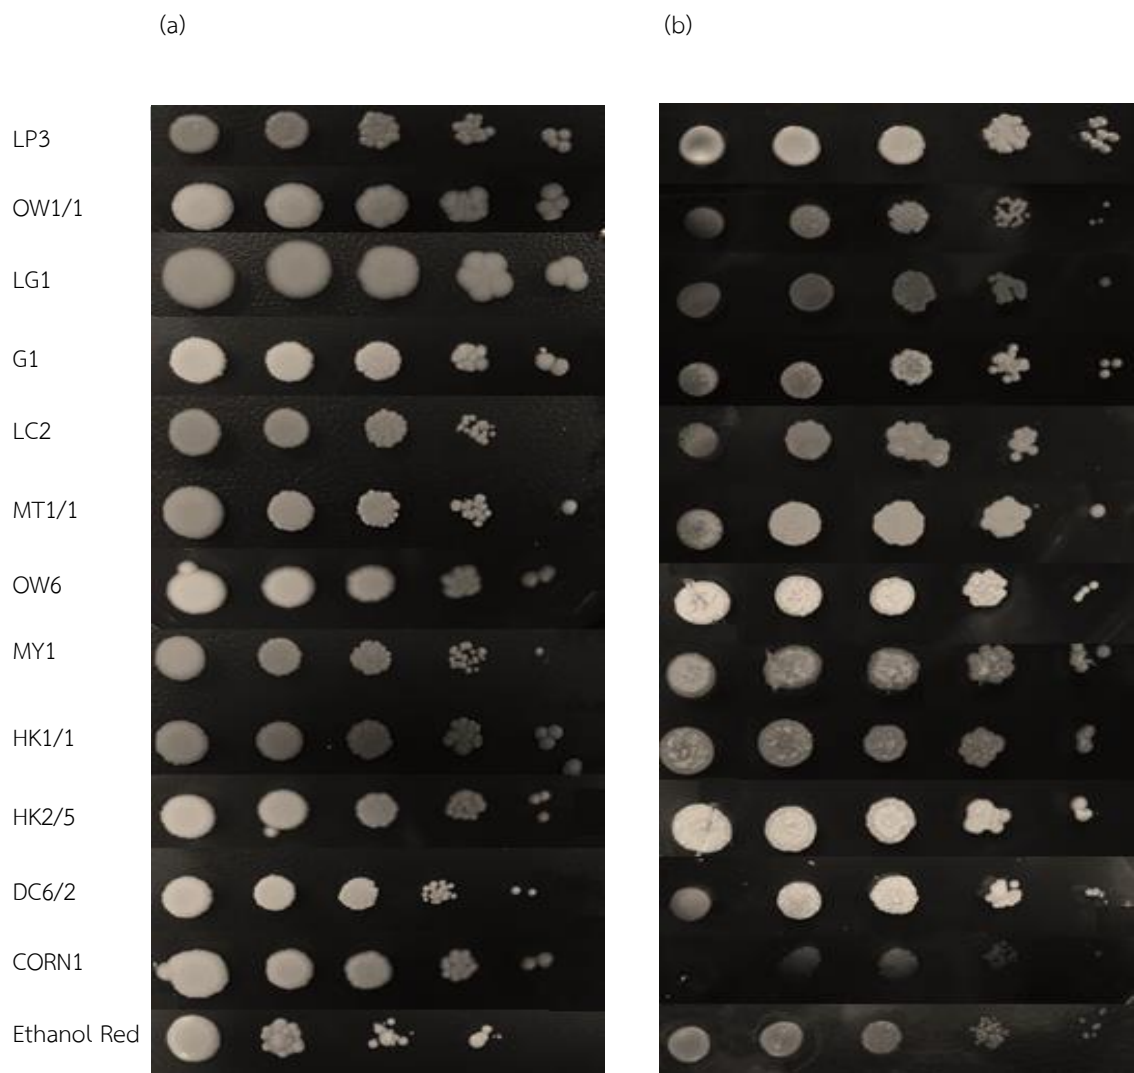 (a) (b)
LP3
OW1/1
LG1
G1
LC2
MT1/1
OW6
MY1
HK1/1
HK2/5
DC6/2
CORN1
Ethanol Red